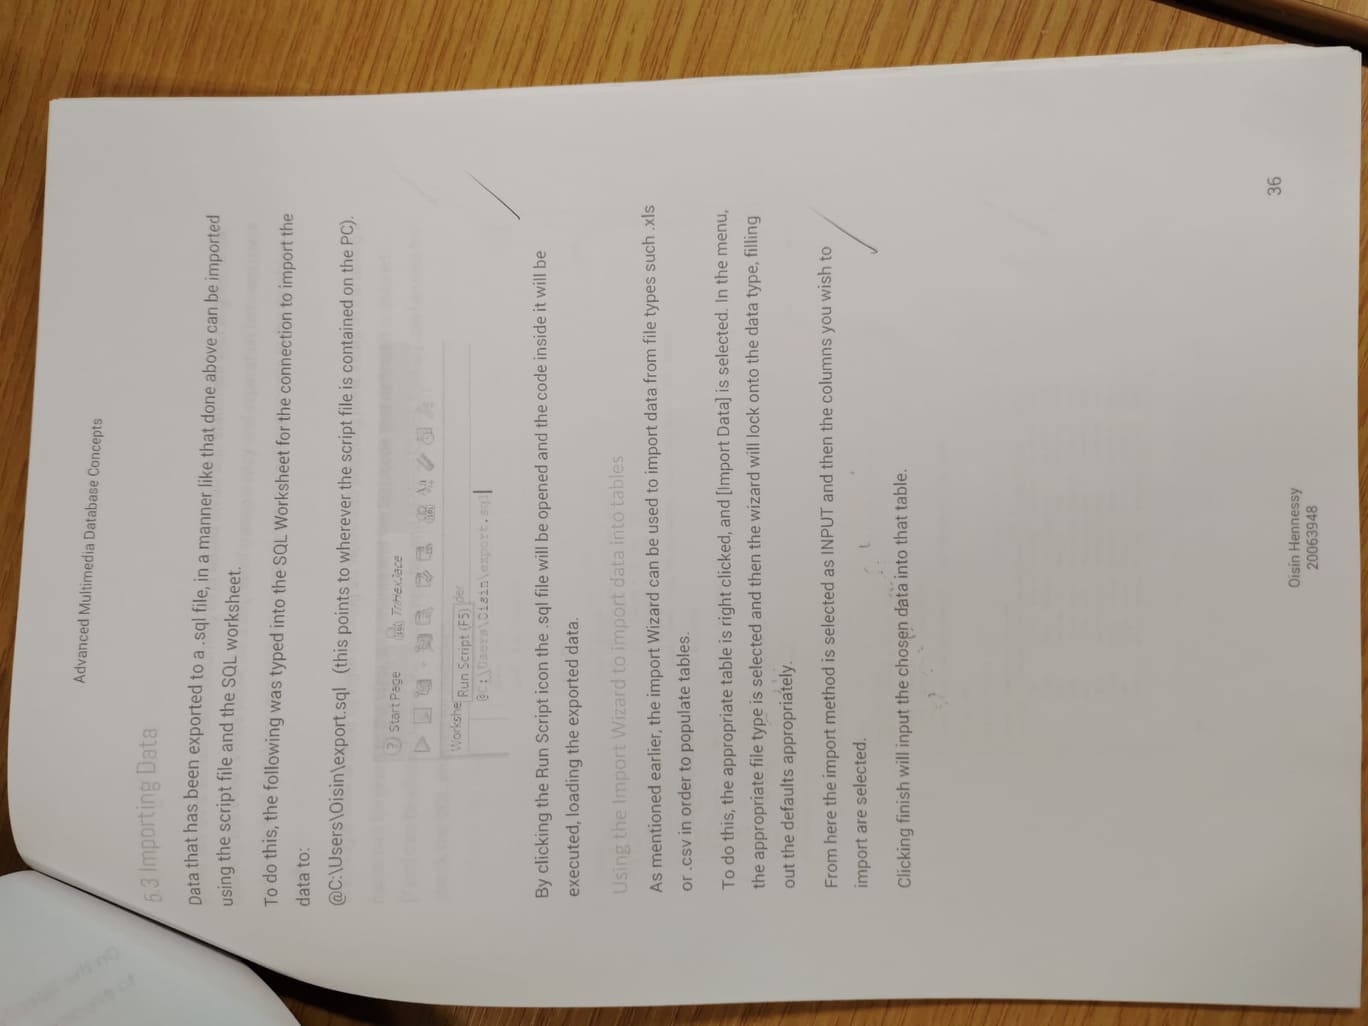 Advanced Multimedia Database Concepts
5.3 Importing Data
Data that has been exported to a .sql file, in a manner like that done above can be imported
using the script file and the SQL worksheet.
To do this, the following was typed into the SQL Worksheet for the connection to import the
data to:
@C:\Users\Oisin\export.sql (this points to wherever the script file is contained on the PC).
Start Page TriHexJace
Workshe Run Script (F5) lder
@C:\Users\Oisin\export.sql
By clicking the Run Script icon the .sql file will be opened and the code inside it will be
executed, loading the exported data.
Using the Import Wizard to import data into tables
As mentioned earlier, the import Wizard can be used to import data from file types such .xls
or .csv in order to populate tables.
To do this, the appropriate table is right clicked, and [Import Data] is selected. In the menu,
the appropriate file type is selected and then the wizard will lock onto the data type, filling
out the defaults appropriately.
From here the import method is selected as INPUT and then the columns you wish to
import are selected.
Clicking finish will input the chosen data into that table.
36
Oisín Hennessy
20063948